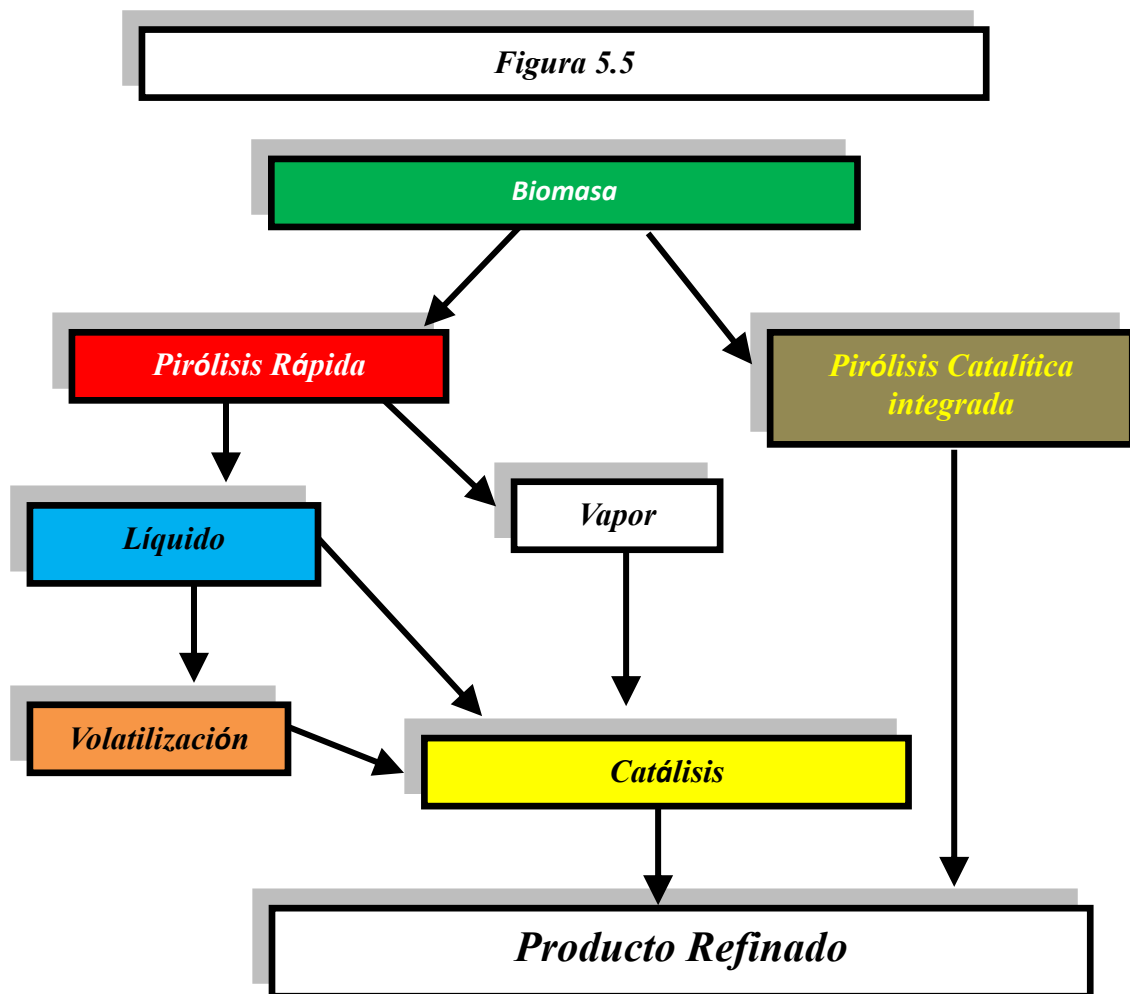 Figura 5.5
Biomasa
Pirólisis Rápida
Pirólisis Catalítica
integrada
Vapor
Líquido
Volatilización
Catálisis
Producto Refinado